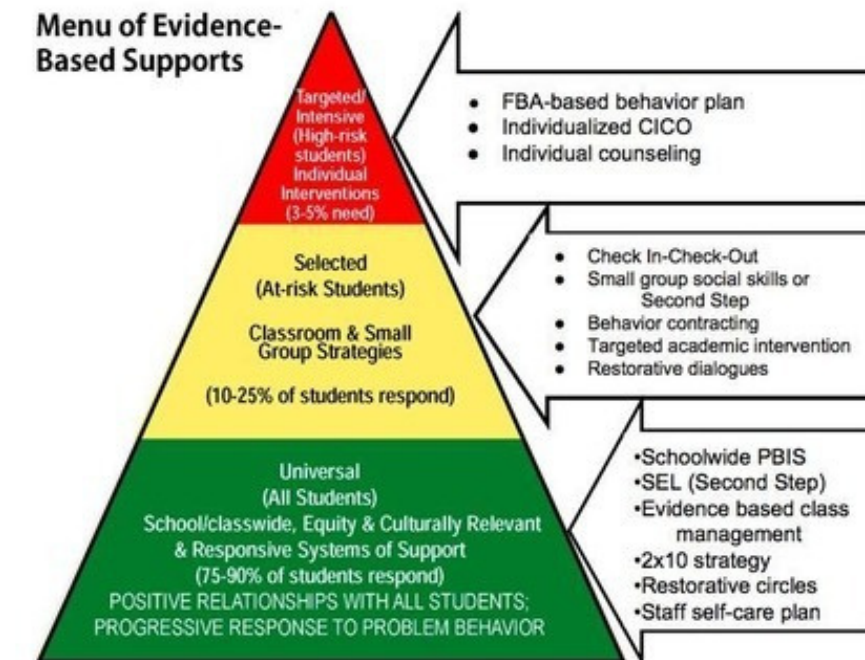 Menu of Evidence-
Based Supports
Targeted/
Intensive
(High-risk
students)
Individual
Interventions
(3-5% need)
● FBA-based behavior plan
● Individualized CICO
● Individual counseling
Selected
(At-risk Students)
Classroom & Small
Group Strategies
(10-25% of students respond)
● Check In-Check-Out
● Small group social skills or
Second Step
● Behavior contracting
● Targeted academic intervention
● Restorative dialogues
Universal
(All Students)
School/classwide, Equity & Culturally Relevant
& Responsive Systems of Support
(75-90% of students respond)
POSITIVE RELATIONSHIPS WITH ALL STUDENTS;
PROGRESSIVE RESPONSE TO PROBLEM BEHAVIOR
•Schoolwide PBIS
•SEL (Second Step)
•Evidence based class
management
•2x10 strategy
•Restorative circles
•Staff self-care plan